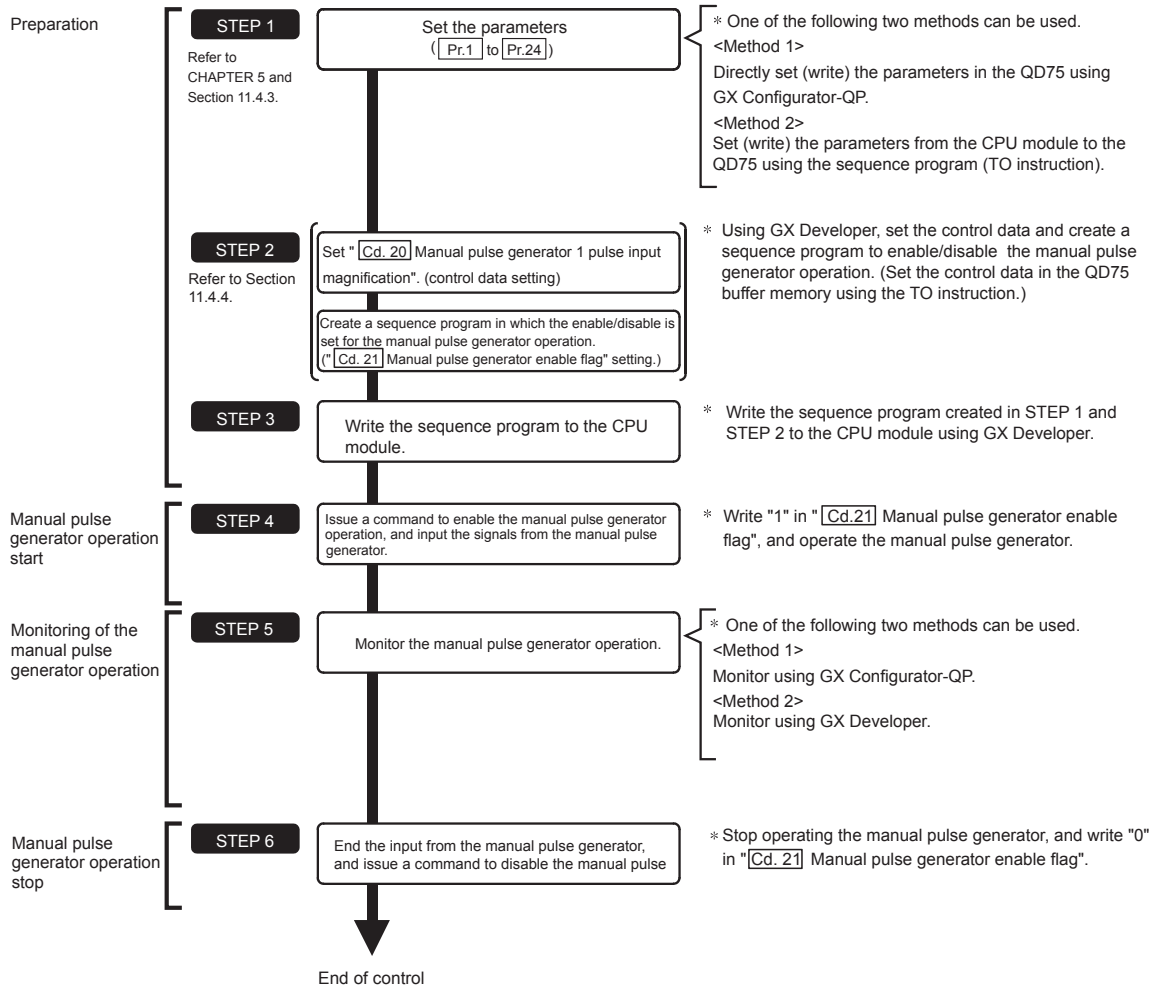 Preparation
STEP 1
Refer to
CHAPTER 5 and
Section 11.4.3.
Set the parameters
( Pr.1 to Pr.24 )
* One of the following two methods can be used.
<Method 1>
Directly set (write) the parameters in the QD75 using
GX Configurator-QP.
<Method 2>
Set (write) the parameters from the CPU module to the
QD75 using the sequence program (TO instruction).
STEP 2
Refer to Section
11.4.4.
Set " Cd. 20 Manual pulse generator 1 pulse input
magnification". (control data setting)
Create a sequence program in which the enable/disable is
set for the manual pulse generator operation.
(" Cd. 21 Manual pulse generator enable flag" setting.)
* Using GX Developer, set the control data and create a
sequence program to enable/disable the manual pulse
generator operation. (Set the control data in the QD75
buffer memory using the TO instruction.)
STEP 3
Write the sequence program to the CPU
module.
* Write the sequence program created in STEP 1 and
STEP 2 to the CPU module using GX Developer.
Manual pulse
generator operation
start
STEP 4
Issue a command to enable the manual pulse generator
operation, and input the signals from the manual pulse
generator.
* Write "1" in " Cd.21 Manual pulse generator enable
flag", and operate the manual pulse generator.
Monitoring of the
manual pulse
generator operation
STEP 5
Monitor the manual pulse generator operation.
* One of the following two methods can be used.
<Method 1>
Monitor using GX Configurator-QP.
<Method 2>
Monitor using GX Developer.
Manual pulse
generator operation
stop
STEP 6
End the input from the manual pulse generator,
and issue a command to disable the manual pulse
* Stop operating the manual pulse generator, and write "0"
in " Cd. 21 Manual pulse generator enable flag".
End of control